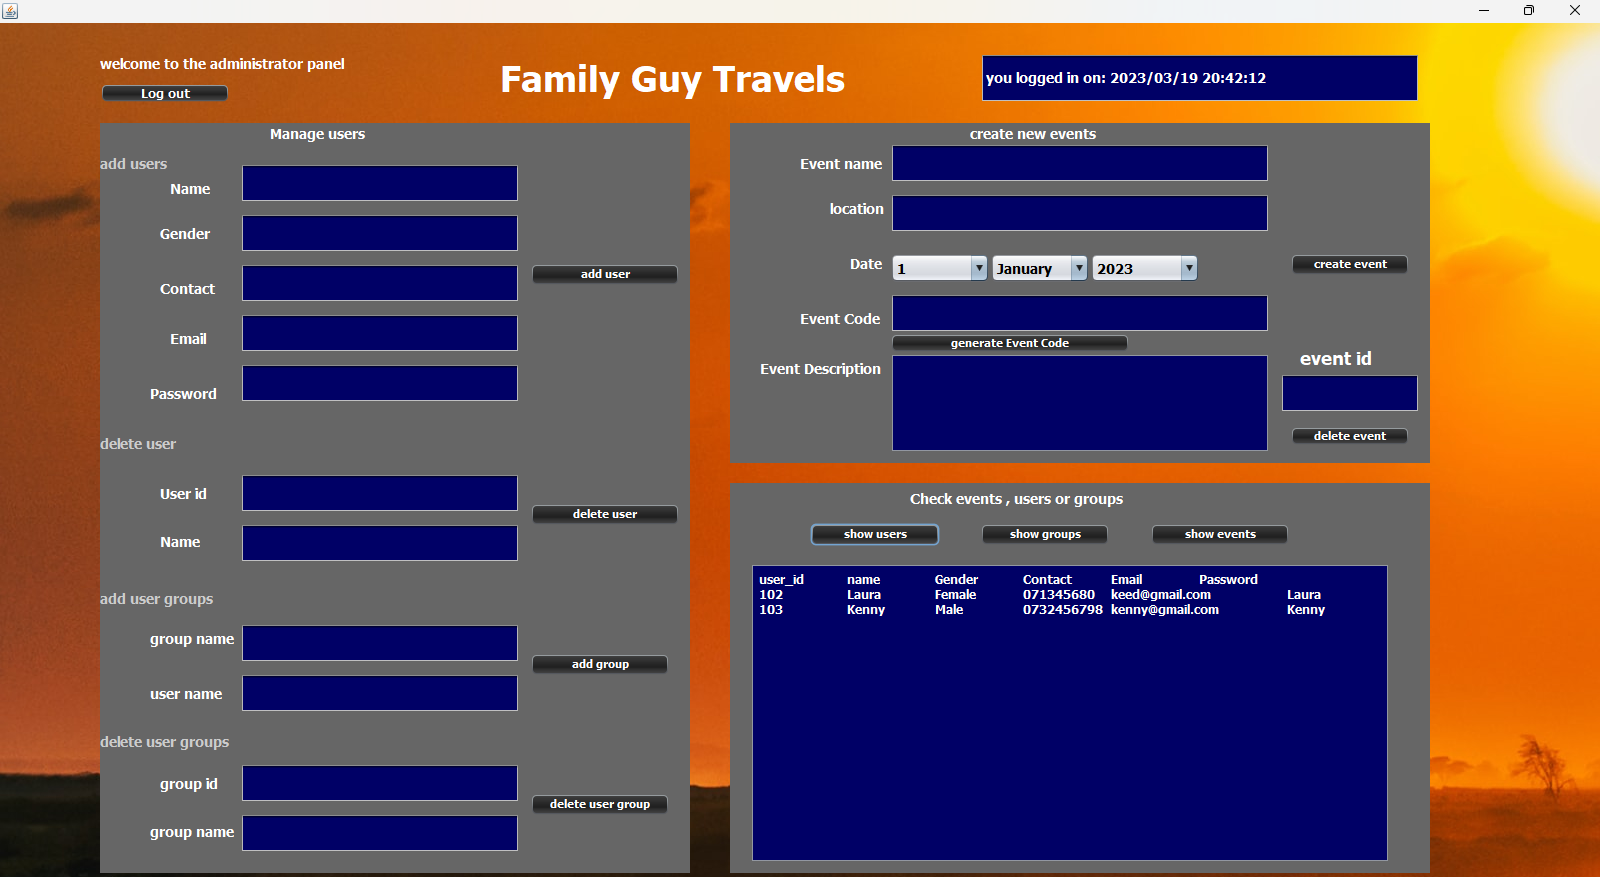 welcome to the administrator panel
Log out
Family Guy Travels
you logged in on: 2023/03/19 20:42:12
Manage users
add users
Name
Gender
Contact
add user
Email
Password
delete user
User id
delete user
Name
add user groups
group name
add group
user name
delete user groups
group id
delete user group
group name
create new events
Event name
location
Date 1 January 2023
create event
Event Code
generate Event Code
Event Description
event id
delete event
Check events , users or groups
show users show groups show events
user_id name Gender Contact Email Password
102 Laura Female 071345680 keed@gmail.com Laura
103 Kenny Male 0732456798 kenny@gmail.com Kenny